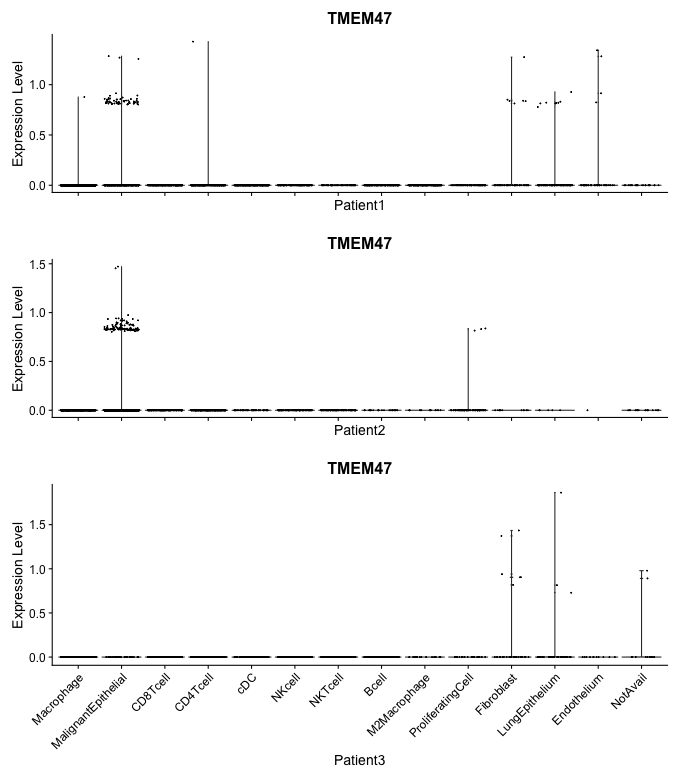 TMEM47
Expression Level
1.0
0.5
0.0
Patient1
TMEM47
Expression Level
1.5
1.0
0.5
0.0
Patient2
TMEM47
Expression Level
1.5
1.0
0.5
0.0
Macrophage
MalignantEpithelial
CD8Tcell
CD4Tcell
cDC
NKcell
NKTcell
Bcell
M2Macrophage
ProliferatingCell
Fibroblast
LungEpithelium
Endothelium
NotAvail
Patient3